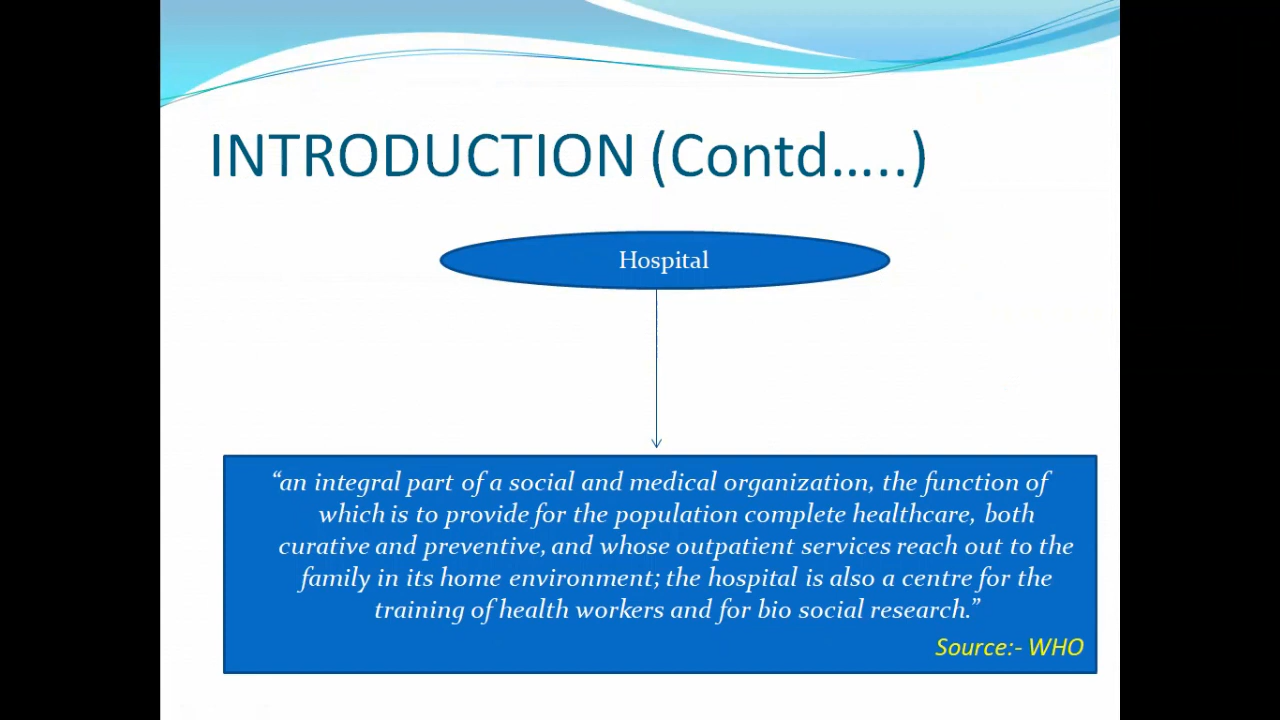 INTRODUCTION (Contd…..)
Hospital
“an integral part of a social and medical organization, the function of
which is to provide for the population complete healthcare, both
curative and preventive, and whose outpatient services reach out to the
family in its home environment; the hospital is also a centre for the
training of health workers and for bio social research.”
Source:- WHO